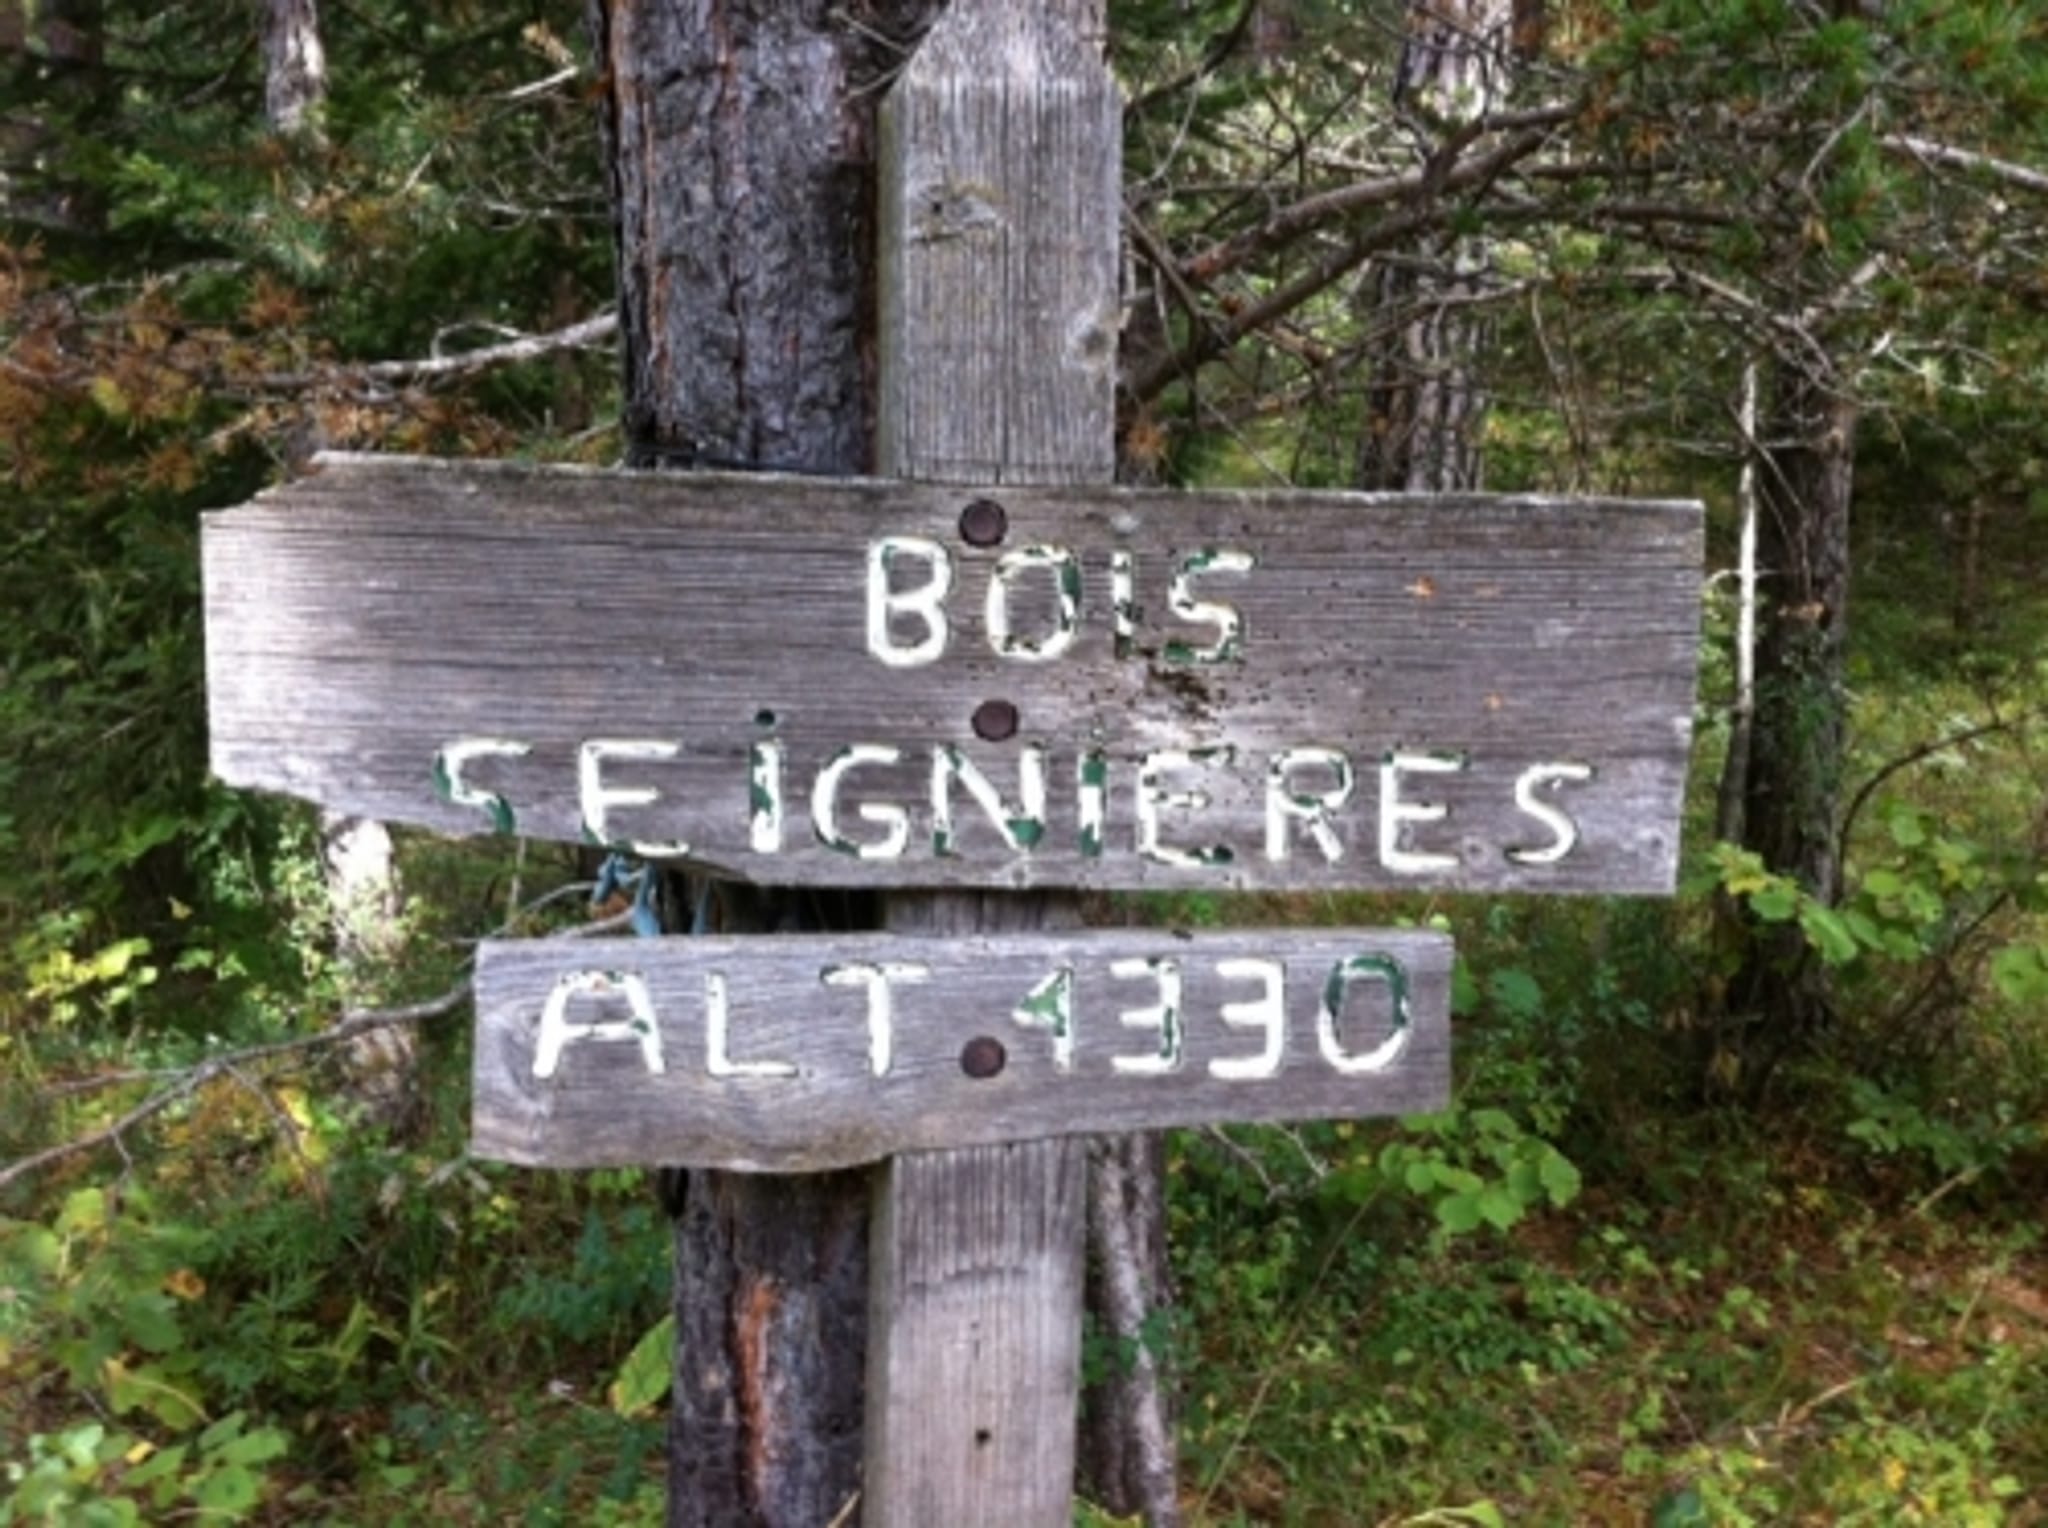 BOiS
SEiGNIERES
ALT 1330